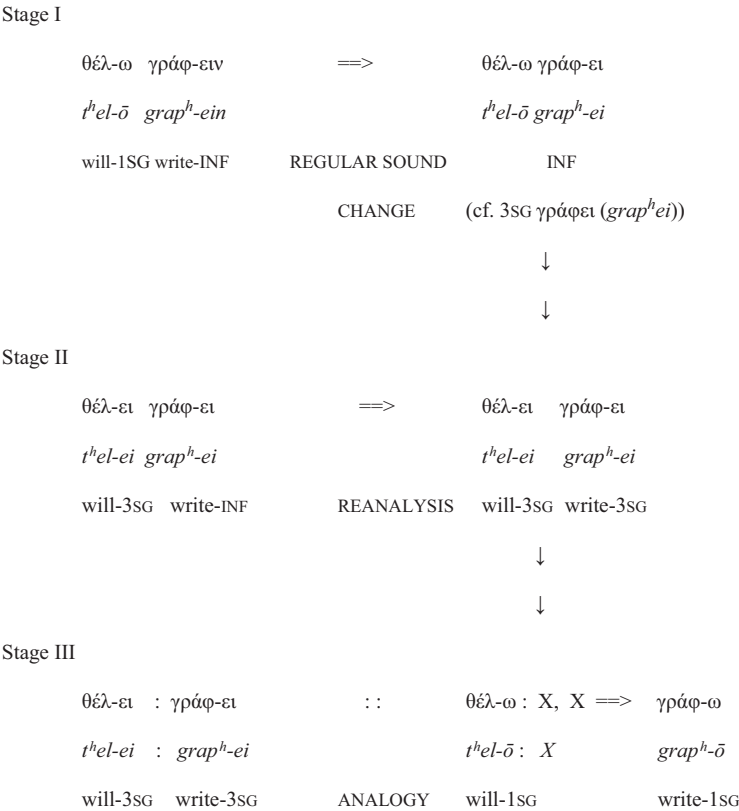 Stage I
θέλ-ω γράφ-ειν ==> θέλ-ω γράφ-ει
tʰel-ō grapʰ-ein tʰel-ō grapʰ-ei
will-1SG write-INF REGULAR SOUND INF
CHANGE (cf. 3SG γράφει (grapʰei))
↓
↓
Stage II
θέλ-ει γράφ-ει ==> θέλ-ει γράφ-ει
tʰel-ei grapʰ-ei tʰel-ei grapʰ-ei
will-3SG write-INF REANALYSIS will-3SG write-3SG
↓
↓
Stage III
θέλ-ει : γράφ-ει : : θέλ-ω : X, X ==> γράφ-ω
tʰel-ei : grapʰ-ei tʰel-ō : X grapʰ-ō
will-3SG write-3SG ANALOGY will-1SG write-1SG